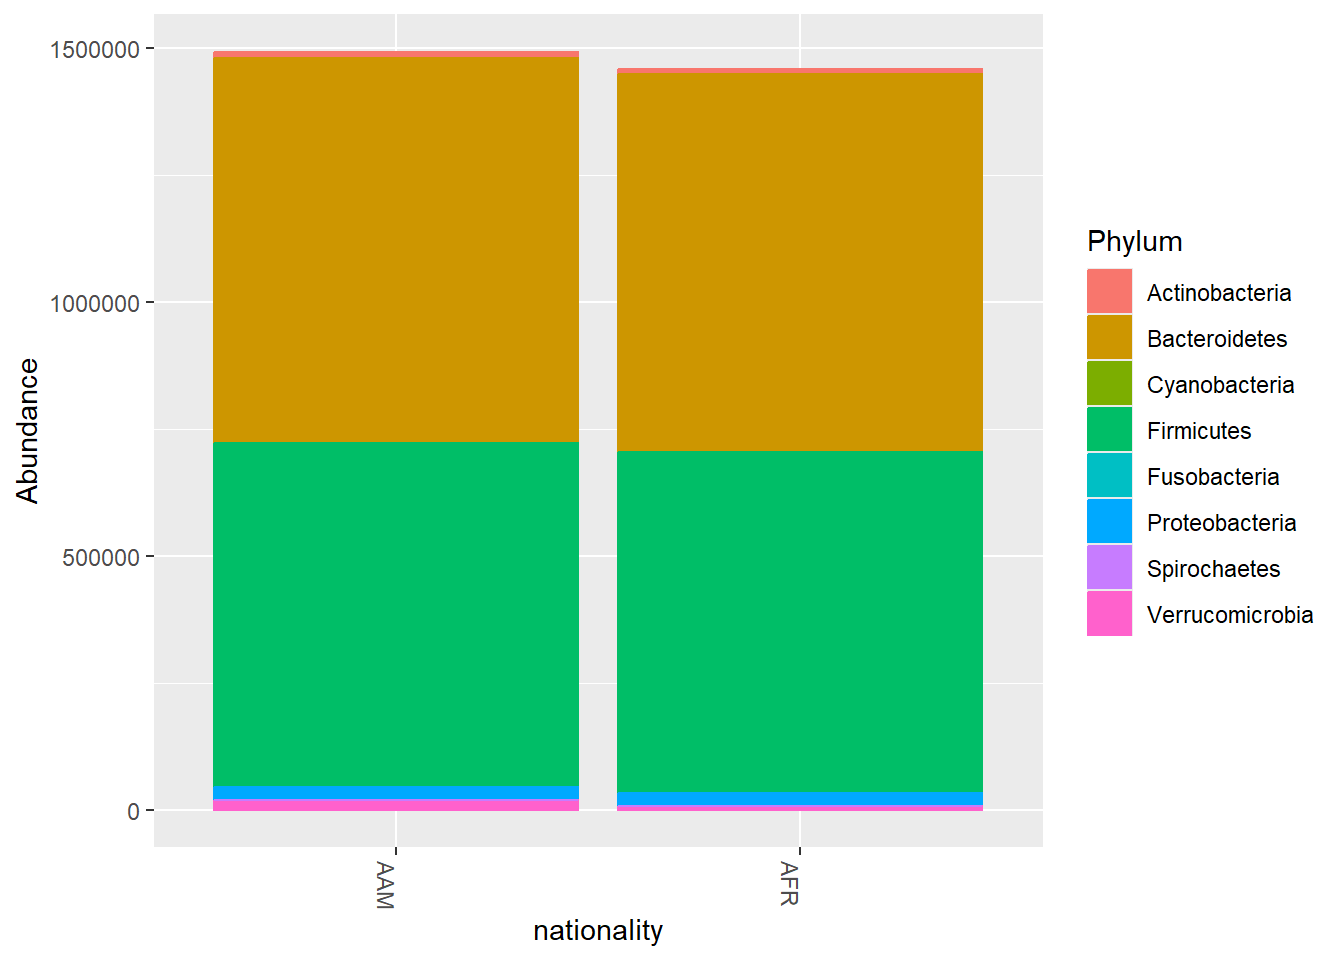 1500000
1000000
500000
0
Abundance
AAM
AFR
nationality
Phylum
Actinobacteria
Bacteroidetes
Cyanobacteria
Firmicutes
Fusobacteria
Proteobacteria
Spirochaetes
Verrucomicrobia